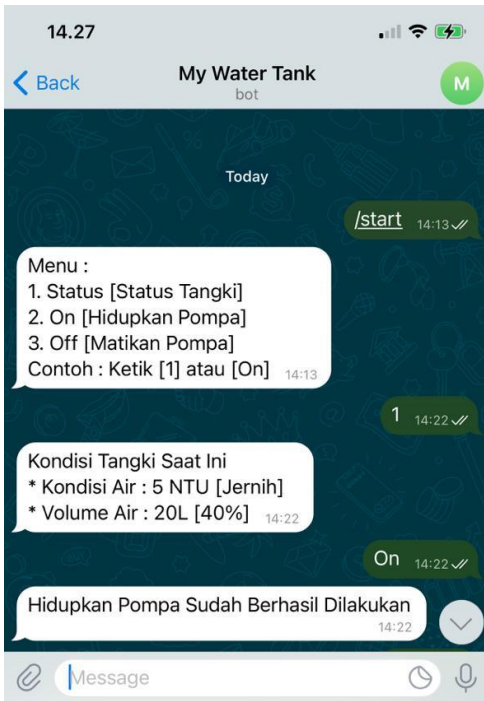 14.27
Back
My Water Tank
bot
M
Today
/start 14:13
Menu :
1. Status [Status Tangki]
2. On [Hidupkan Pompa]
3. Off [Matikan Pompa]
Contoh : Ketik [1] atau [On] 14:13
1 14:22
Kondisi Tangki Saat Ini
* Kondisi Air : 5 NTU [Jernih]
* Volume Air : 20L [40%] 14:22
On 14:22
Hidupkan Pompa Sudah Berhasil Dilakukan
14:22
Message